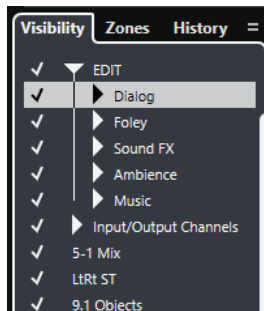 Visibility Zones History
EDIT
Dialog
Foley
Sound FX
Ambience
Music
Input/Output Channels
5-1 Mix
LtRt ST
9.1 Objects